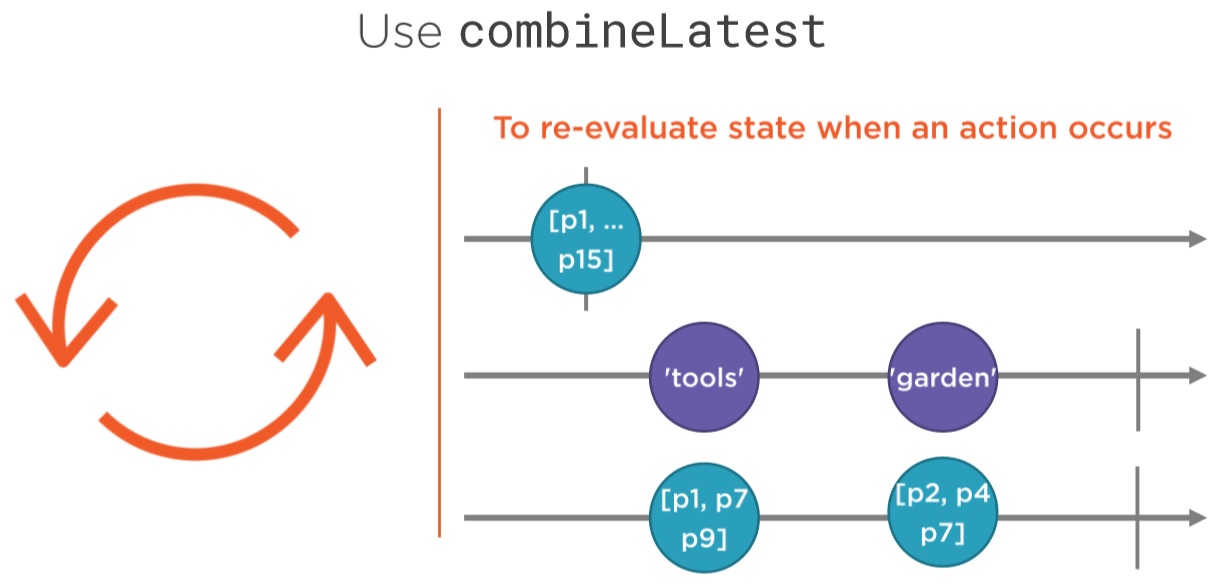 Use combineLatest
To re-evaluate state when an action occurs
[p1, ...
p15]
'tools'
'garden'
[p1, p7
p9]
[p2, p4
p7]